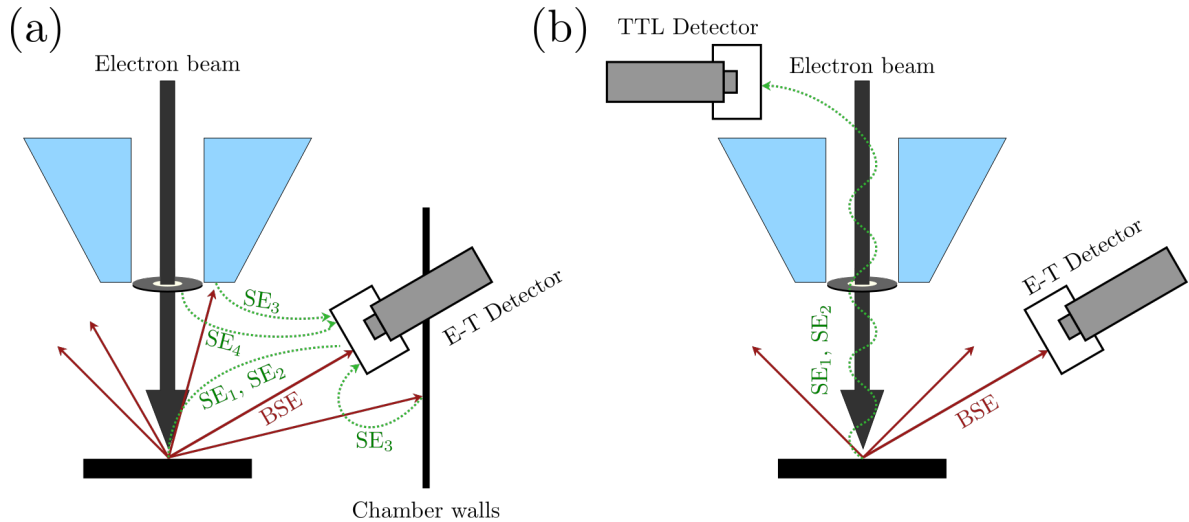 (a)
Electron beam
SE₃
SE₄
E-T Detector
SE₁, SE₂
BSE
SE₃
Chamber walls
(b)
TTL Detector
Electron beam
E-T Detector
SE₁, SE₂
BSE